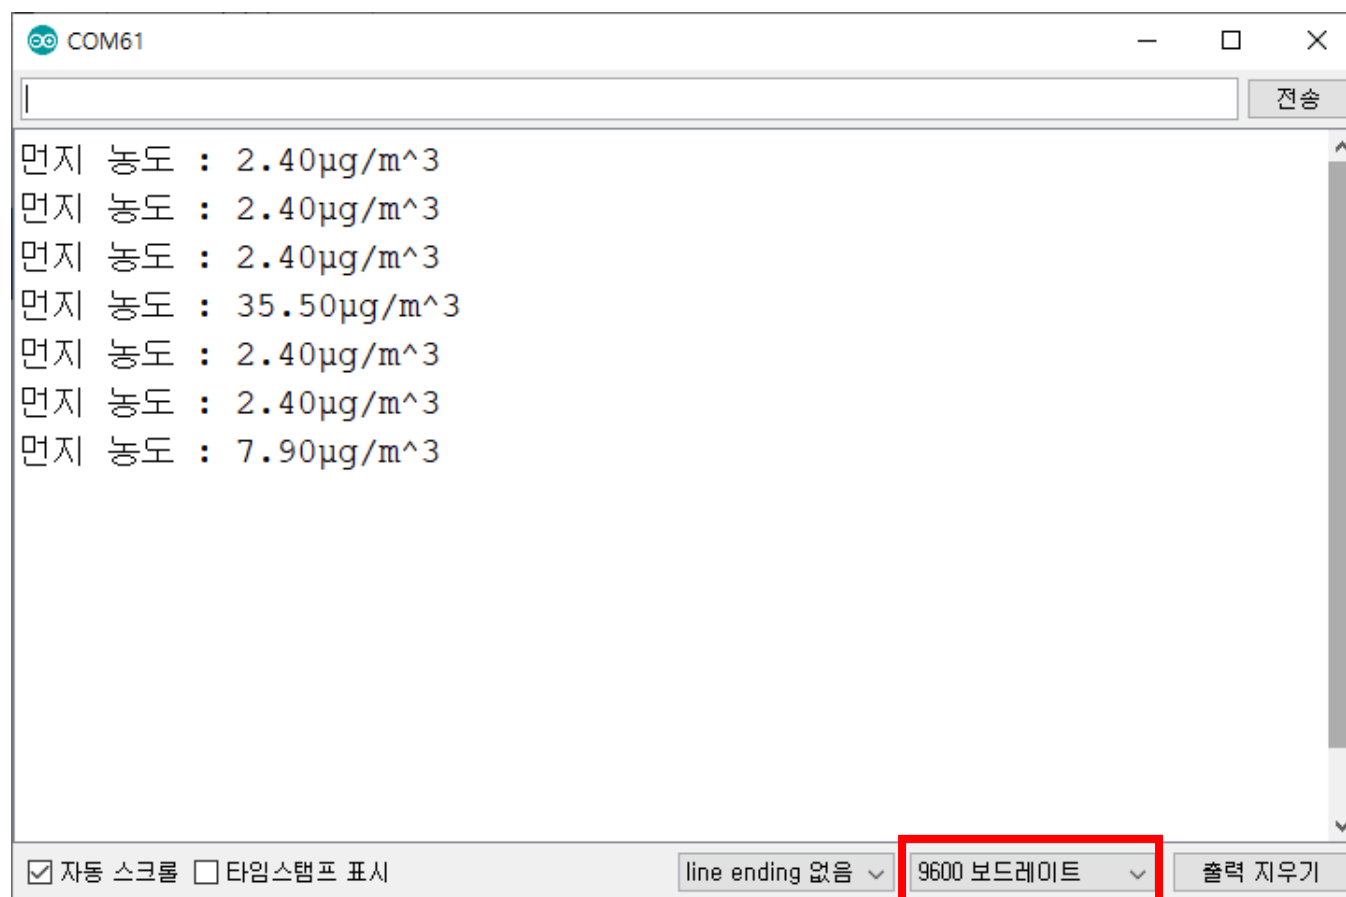 COM61
전송
먼지 농도 : 2.40µg/m^3
먼지 농도 : 2.40µg/m^3
먼지 농도 : 2.40µg/m^3
먼지 농도 : 35.50µg/m^3
먼지 농도 : 2.40µg/m^3
먼지 농도 : 2.40µg/m^3
먼지 농도 : 7.90µg/m^3
자동 스크롤 타임스탬프 표시 line ending 없음 9600 보드레이트 출력 지우기